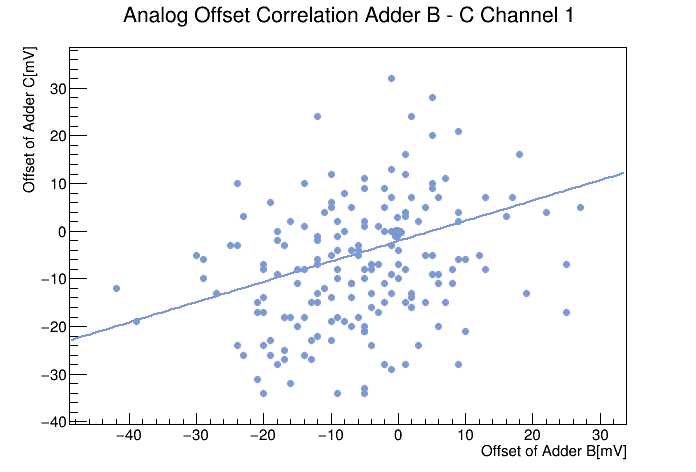 Analog Offset Correlation Adder B - C Channel 1
Offset of Adder C[mV]
30
20
10
0
−10
−20
−30
−40
−40 −30 −20 −10 0 10 20 30
Offset of Adder B[mV]